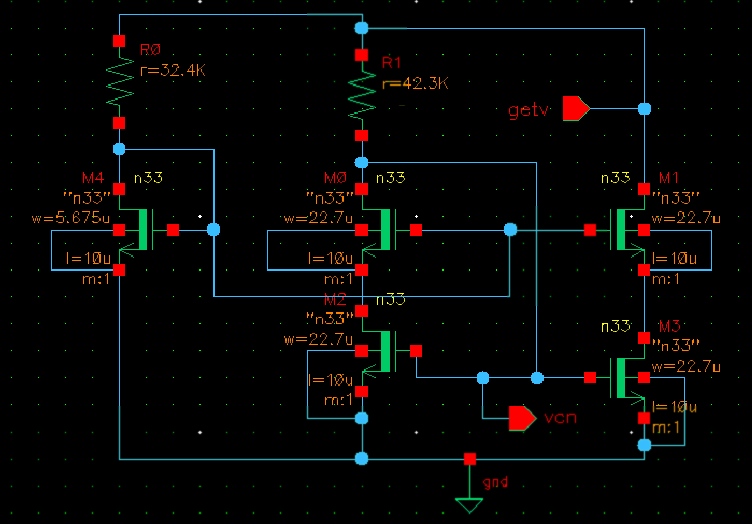 R0
r=32.4K
R1
r=42.3K
getv
M4
n33
"n33"
w=5.675u
l=10u
m:1
M0
n33
"n33"
w=22.7u
l=10u
m:1
n33
M1
"n33"
w=22.7u
l=10u
m:1
M2
n33
"n33"
w=22.7u
l=10u
m:1
n33
M3
"n33"
w=22.7u
l=10u
m:1
vcn
gnd